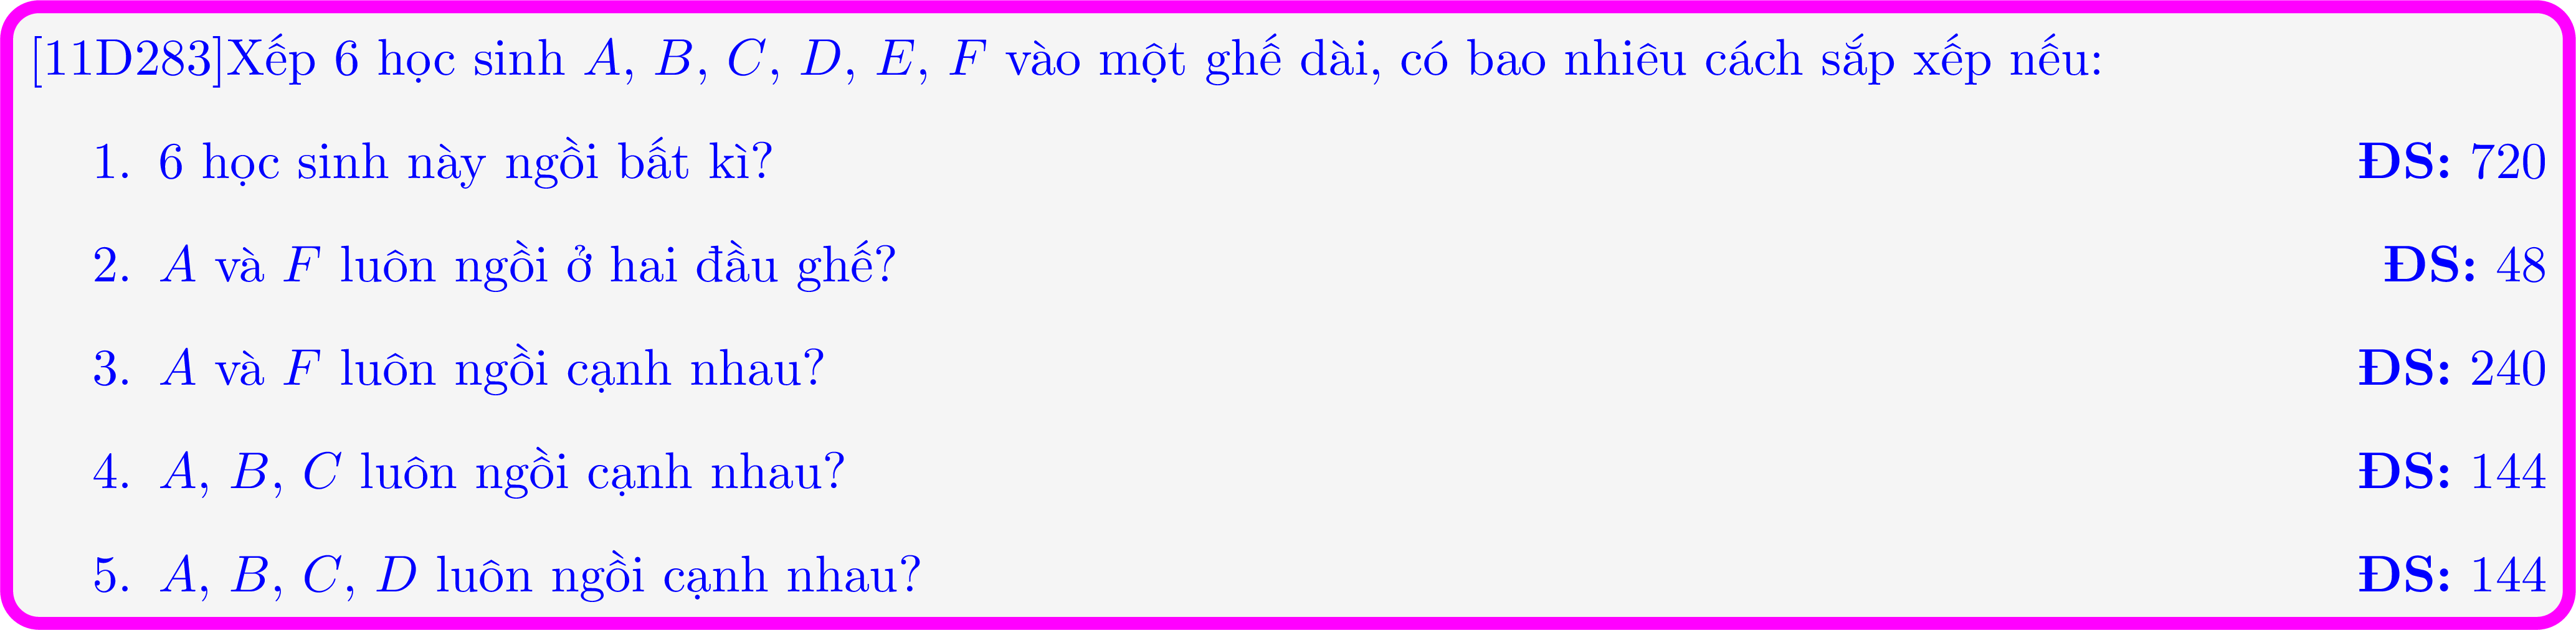 [11D283]Xếp 6 học sinh A, B, C, D, E, F vào một ghế dài, có bao nhiêu cách sắp xếp nếu:
1. 6 học sinh này ngồi bất kì? ĐS: 720
2. A và F luôn ngồi ở hai đầu ghế? ĐS: 48
3. A và F luôn ngồi cạnh nhau? ĐS: 240
4. A, B, C luôn ngồi cạnh nhau? ĐS: 144
5. A, B, C, D luôn ngồi cạnh nhau? ĐS: 144